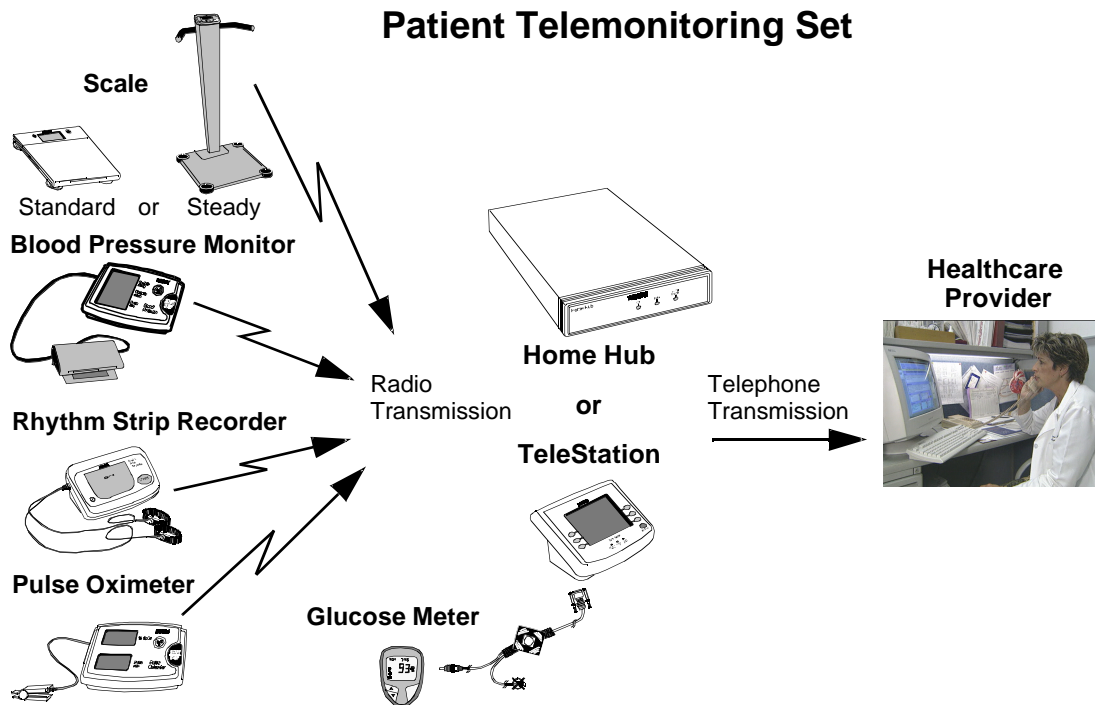 Patient Telemonitoring Set
Scale
Standard or Steady
Blood Pressure Monitor
Rhythm Strip Recorder
Pulse Oximeter
Radio
Transmission
Home Hub
or
TeleStation
Glucose Meter
93
Telephone
Transmission
Healthcare
Provider